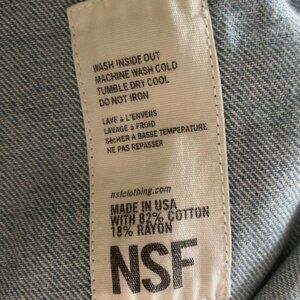 WASH INSIDE OUT
MACHINE WASH COLD
TUMBLE DRY COOL
DO NOT IRON
LAVE À L'ENVERS
LAVAGE À FROID
SéCHER A BASSE TEMPERATURE
NE PAS REPASSER
nsfclothing.com
MADE IN USA
WITH 82% COTTON
18% RAYON
NSF